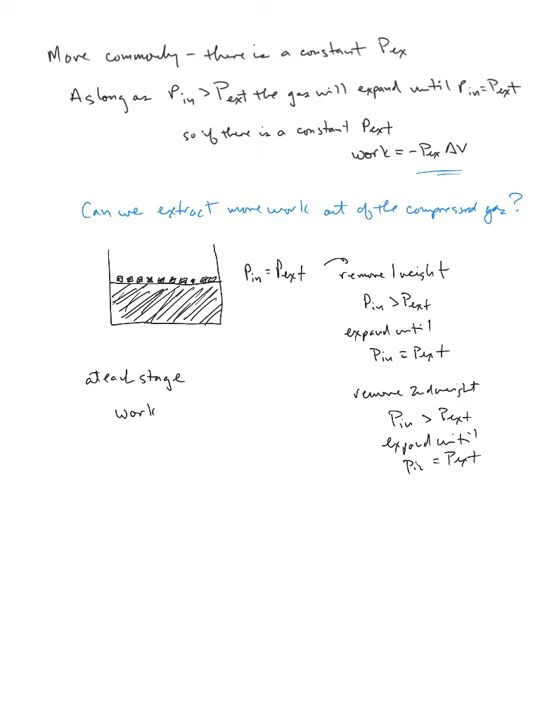 More commonly - there is a constant Pex
As long as Pin > Pext the gas will expand until Pin = Pext
so if there is a constant Pext
work = -Pex ΔV
Can we extract more work out of the compressed gas?
Pin = Pext
remove 1 weight
Pin > Pext
expand until
Pin = Pext
at each stage
work
remove 2nd weight
Pin > Pext
expand until
Pin = Pext